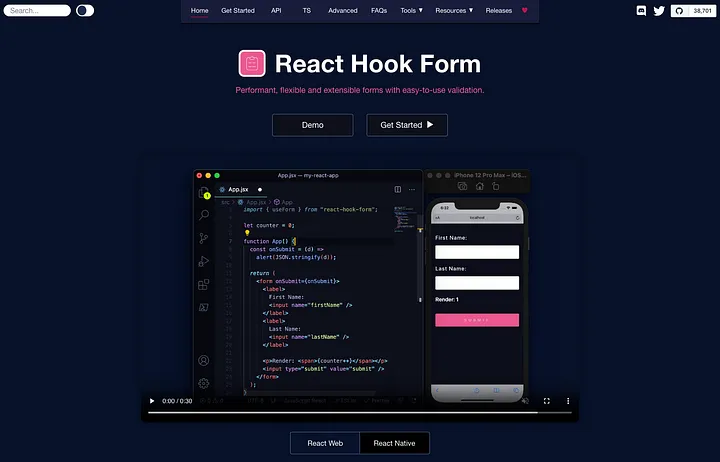 Search...
Home Get Started API TS Advanced FAQs Tools ▼ Resources ▼ Releases
38,701
React Hook Form
Performant, flexible and extensible forms with easy-to-use validation.
Demo Get Started ▶
App.jsx — my-react-app
iPhone 12 Pro Max – iOS...
1
App.jsx
src > App.jsx > App
import { useForm } from "react-hook-form";
let counter = 0;
function App() {
const onSubmit = (d) =>
alert(JSON.stringify(d));
return (
<form onSubmit={onSubmit}>
<label>
First Name:
<input name="firstName" />
</label>
<label>
Last Name:
<input name="lastName" />
</label>
<p>Render: <span>{counter++}</span></p>
<input type="submit" value="submit" />
</form>
);
}
6:22
localhost
First Name:
Last Name:
Render: 1
SUBMIT
0:00 / 0:30
React Web React Native